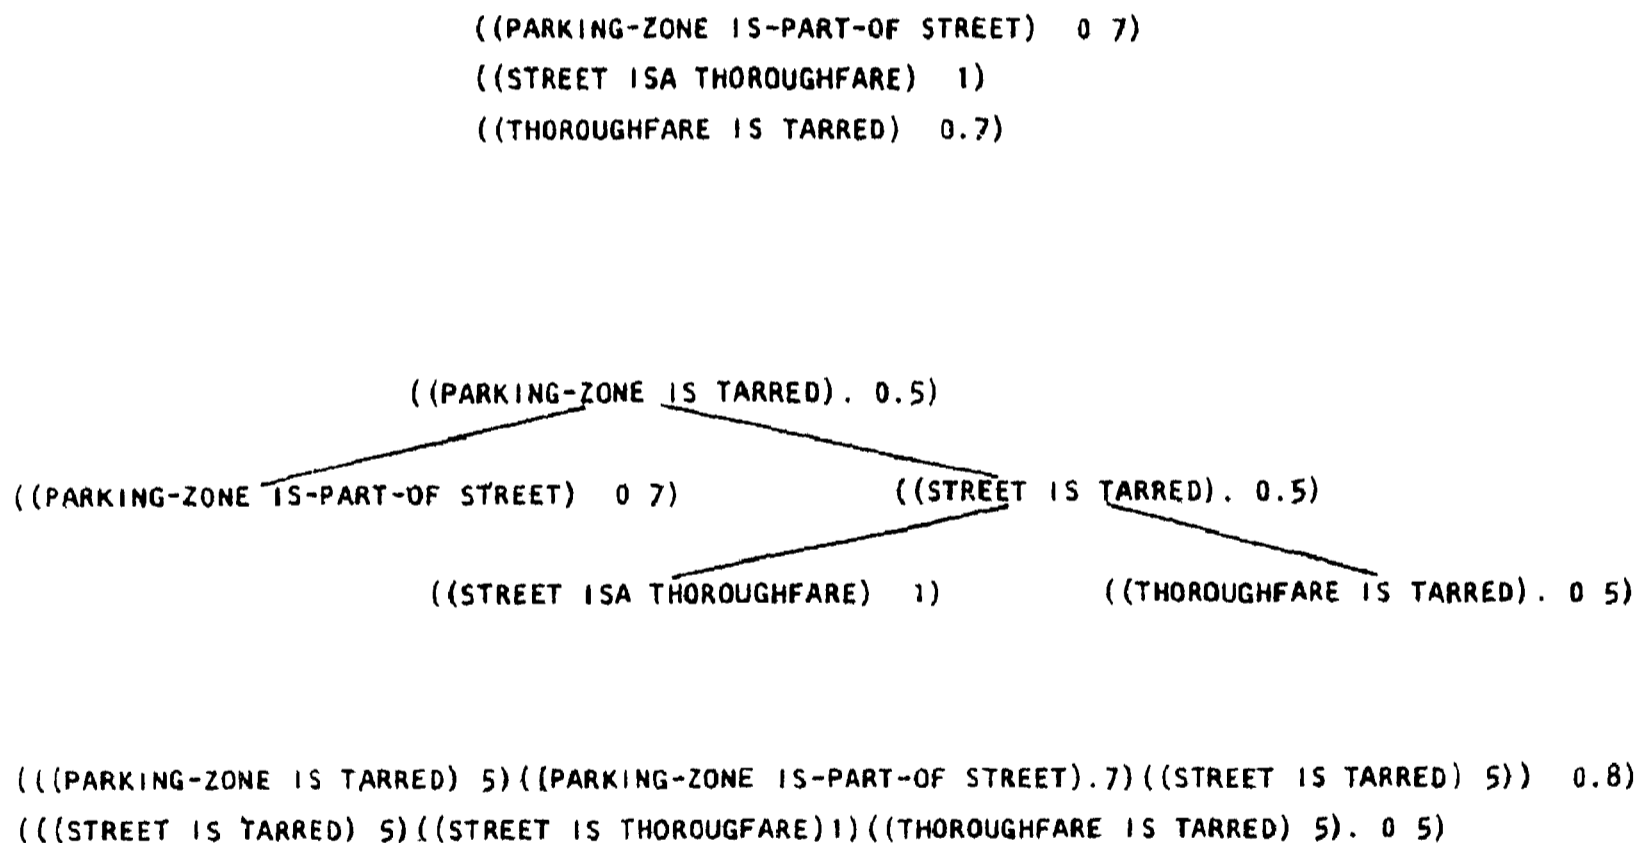 ((PARKING-ZONE IS-PART-OF STREET) 0 7)
((STREET ISA THOROUGHFARE) 1)
((THOROUGHFARE IS TARRED) 0.7)
((PARKING-ZONE IS TARRED). 0.5)
((PARKING-ZONE IS-PART-OF STREET) 0 7) ((STREET IS TARRED). 0.5)
((STREET ISA THOROUGHFARE) 1) ((THOROUGHFARE IS TARRED). 0 5)
(((PARKING-ZONE IS TARRED) 5)((PARKING-ZONE IS-PART-OF STREET).7)((STREET IS TARRED) 5)) 0.8)
(((STREET IS TARRED) 5)((STREET IS THOROUGFARE)1)((THOROUGHFARE IS TARRED) 5). 0 5)